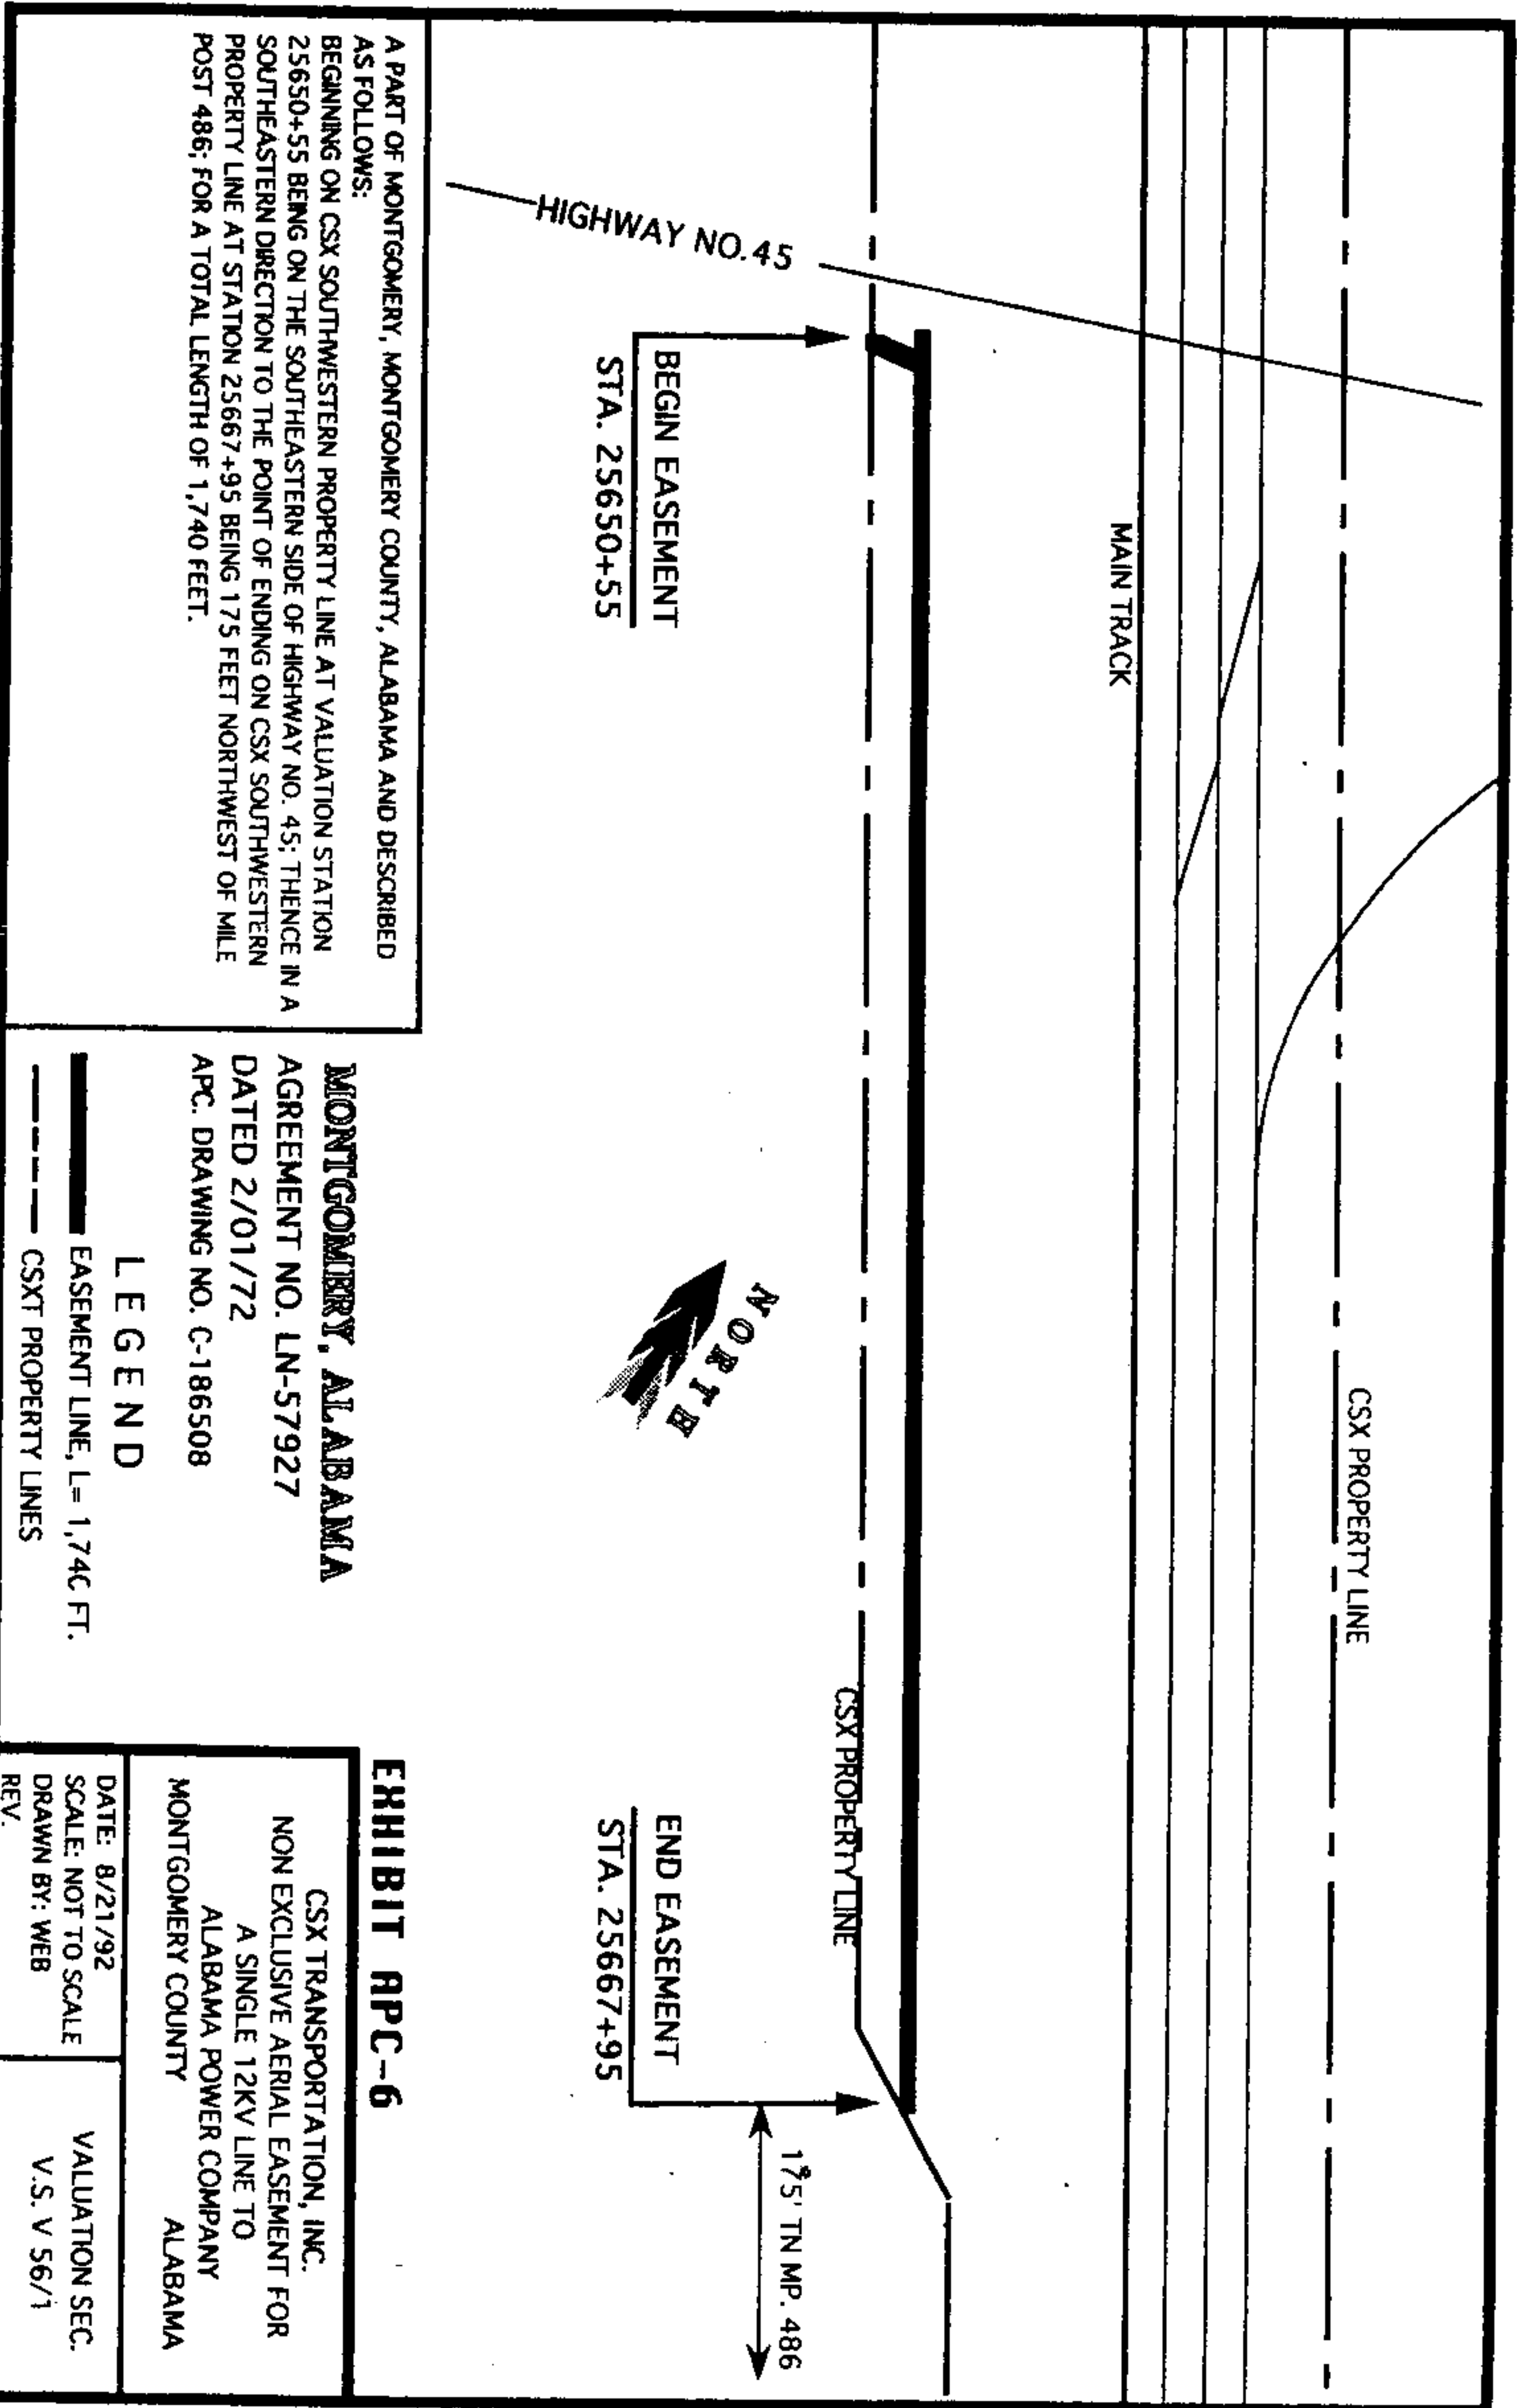 CSX PROPERTY LINE
MAIN TRACK
HIGHWAY NO. 45
CSX PROPERTY LINE
BEGIN EASEMENT
STA. 25650+55
END EASEMENT
STA. 25667+95
175' TN MP. 486
NORTH
A PART OF MONTGOMERY, MONTGOMERY COUNTY, ALABAMA AND DESCRIBED
AS FOLLOWS:
BEGINNING ON CSX SOUTHWESTERN PROPERTY LINE AT VALUATION STATION
25650+55 BEING ON THE SOUTHEASTERN SIDE OF HIGHWAY NO. 45; THENCE IN A
SOUTHEASTERN DIRECTION TO THE POINT OF ENDING ON CSX SOUTHWESTERN
PROPERTY LINE AT STATION 25667+95 BEING 175 FEET NORTHWEST OF MILE
POST 486; FOR A TOTAL LENGTH OF 1,740 FEET.
MONTGOMERY, ALABAMA
AGREEMENT NO. LN-57927
DATED 2/01/72
APC. DRAWING NO. C-186508
LEGEND
EASEMENT LINE, L= 1,74C FT.
CSXT PROPERTY LINES
EXHIBIT APC-6
CSX TRANSPORTATION, INC.
NON EXCLUSIVE AERIAL EASEMENT FOR
A SINGLE 12KV LINE TO
ALABAMA POWER COMPANY
MONTGOMERY COUNTY ALABAMA
DATE: 8/21/92
SCALE: NOT TO SCALE
DRAWN BY: WEB
REV.
VALUATION SEC.
V.S. V 56/1